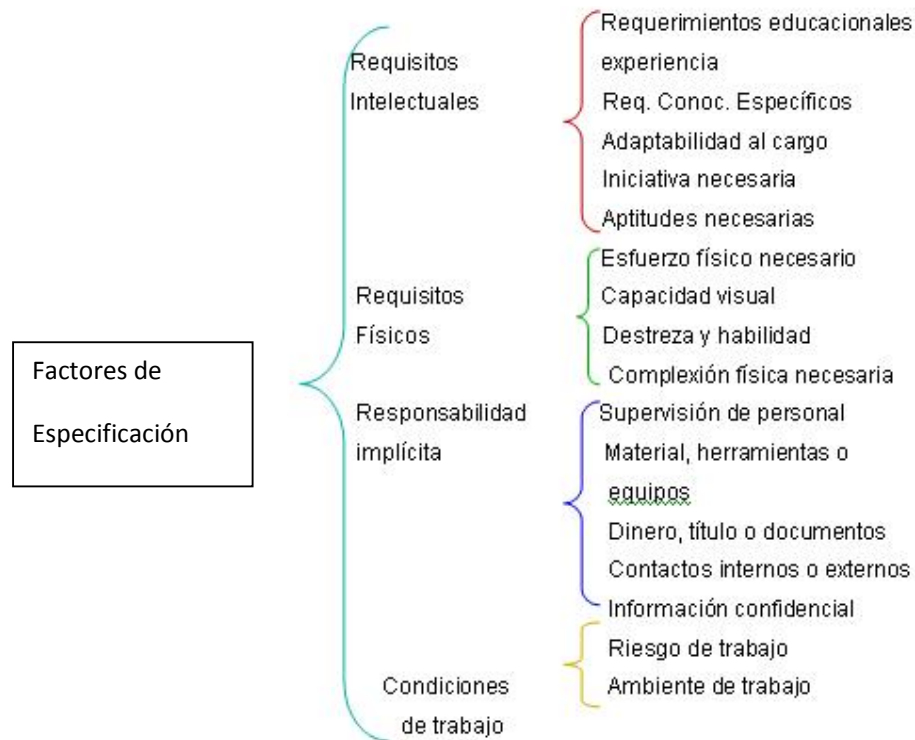 Factores de
Especificación
Requisitos
Intelectuales
Requerimientos educacionales
experiencia
Req. Conoc. Específicos
Adaptabilidad al cargo
Iniciativa necesaria
Aptitudes necesarias
Requisitos
Físicos
Esfuerzo físico necesario
Capacidad visual
Destreza y habilidad
Complexión física necesaria
Responsabilidad
implícita
Supervisión de personal
Material, herramientas o
equipos
Dinero, título o documentos
Contactos internos o externos
Información confidencial
Condiciones
de trabajo
Riesgo de trabajo
Ambiente de trabajo